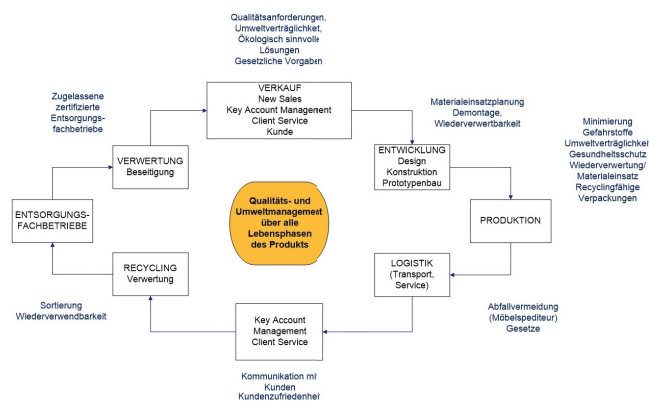 Qualitätsanforderungen,
Umweltverträglichket,
Ökologisch sinnvolle
Lösungen
Gesetzliche Vorgaben
VERKAUF
New Sales
Key Account Management
Client Service
Kunde
Zugelassene
zertifizierte
Entsorgungs-
fachbetriebe
Materialeinsatzplanung
Demontage,
Wiederverwertbarkeit
Minimierung
Gefahrstoffe
Umweltverträglichkei
Gesundheitsschutz
Wiederverwertung/
Materialeinsatz
Recyclingfähige
Verpackungen
VERWERTUNG
Beseitigung
ENTWICKLUNG
Design
Konstruktion
Prototypenbau
Qualitäts- und
Umweltmanagement
über alle
Lebensphasen
des Produkts
ENTSORGUNGS-
FACHBETRIEBE
PRODUKTION
RECYCLING
Verwertung
LOGISTIK
(Transport,
Service)
Sortierung
Wiederverwendbarkeit
Key Account
Management
Client Service
Abfallvermeidung
(Möbelspediteur)
Gesetze
Kommunikation mit
Kunden
Kundenzufriedenhei